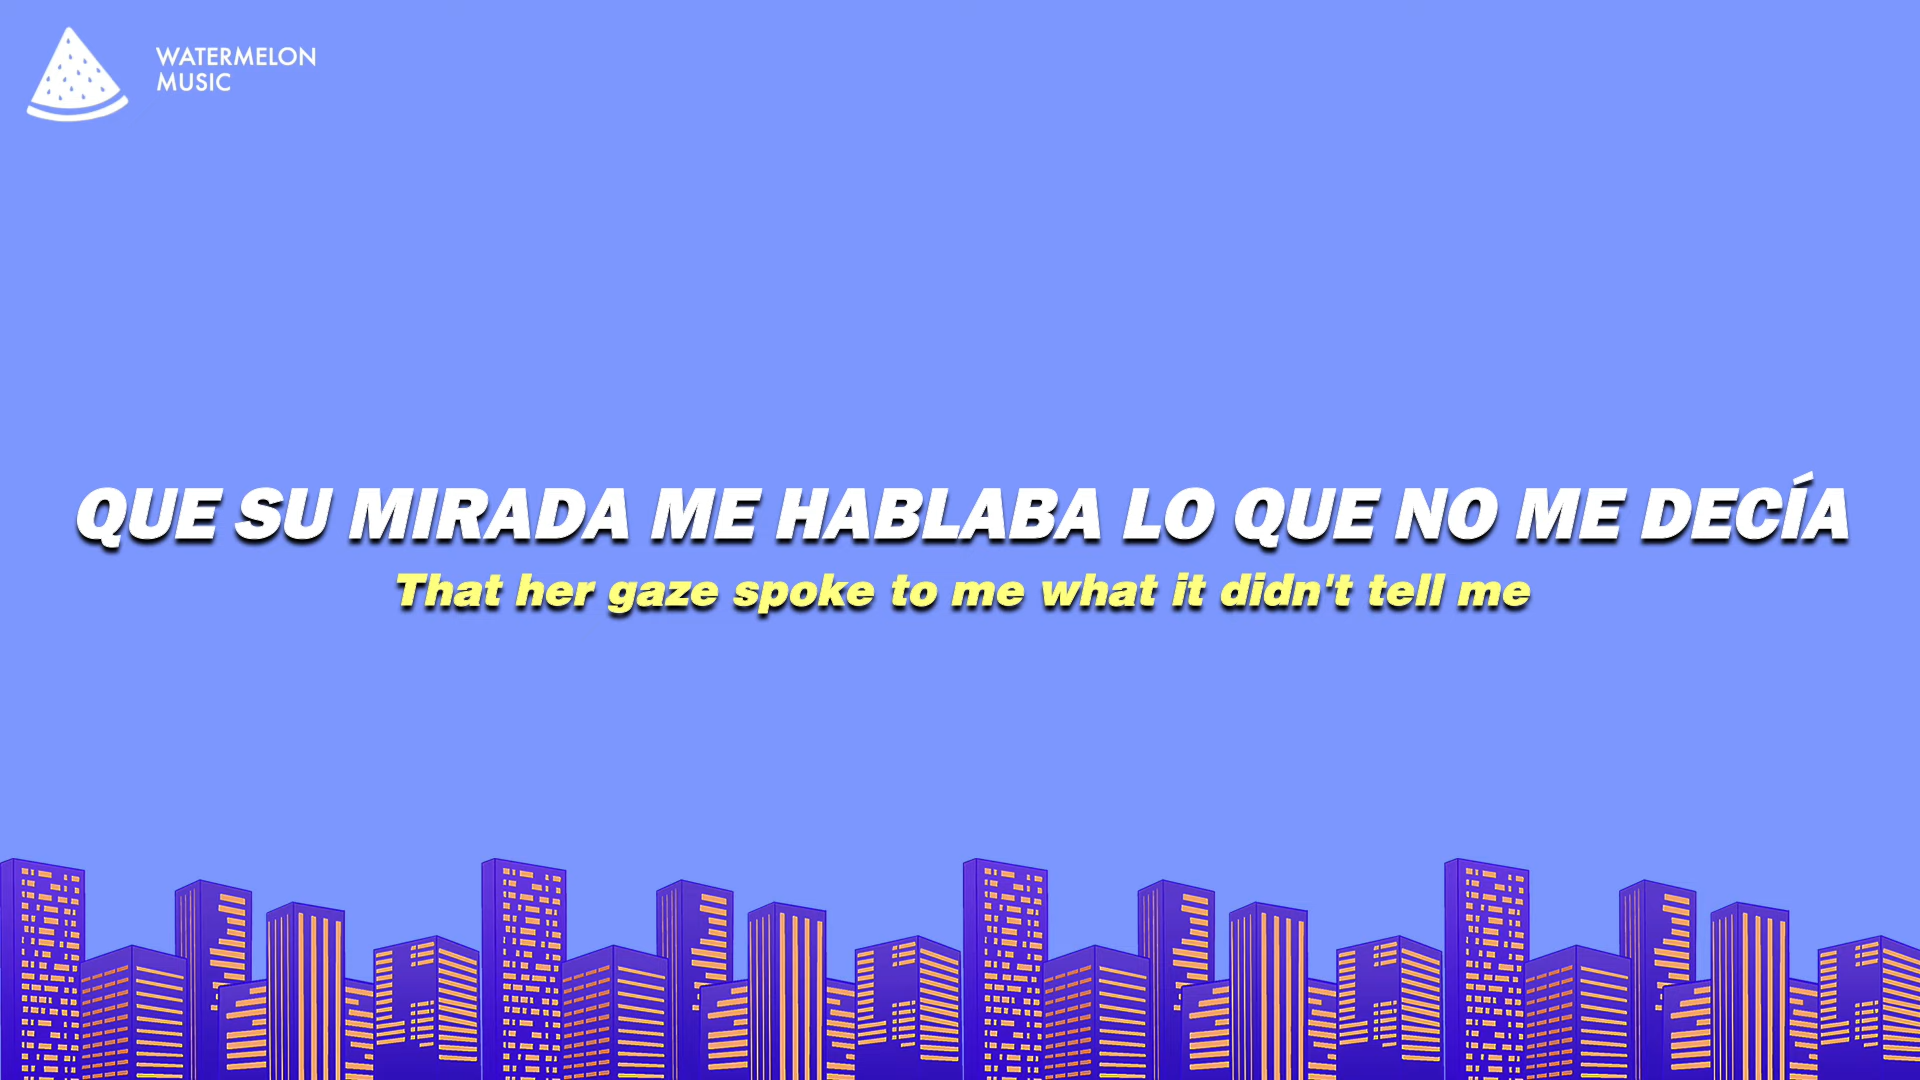 WATERMELON
MUSIC
QUE SU MIRADA ME HABLABA LO QUE NO ME DECÍA
That her gaze spoke to me what it didn't tell me